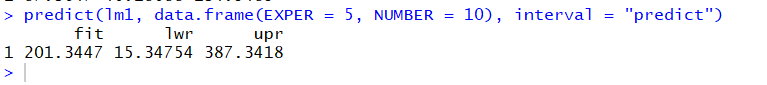 > predict(lm1, data.frame(EXPER = 5, NUMBER = 10), interval = "predict")
fit lwr upr
1 201.3447 15.34754 387.3418
>